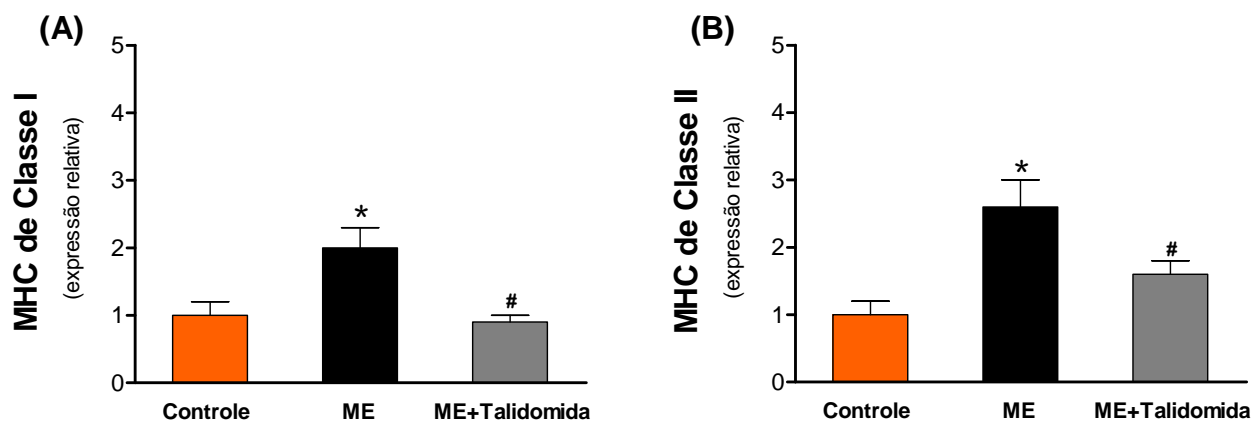 (A)
MHC de Classe I
(expressão relativa)
5
4
3
2
1
0
*
#
Controle
ME
ME+Talidomida
(B)
MHC de Classe II
(expressão relativa)
5
4
3
2
1
0
*
#
Controle
ME
ME+Talidomida